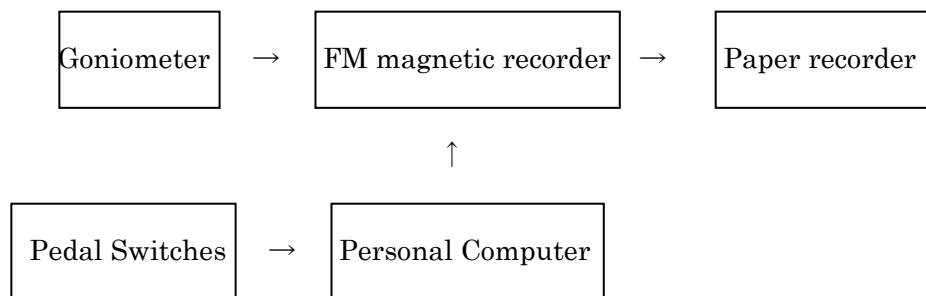 Goniometer → FM magnetic recorder → Paper recorder
↑
Pedal Switches → Personal Computer